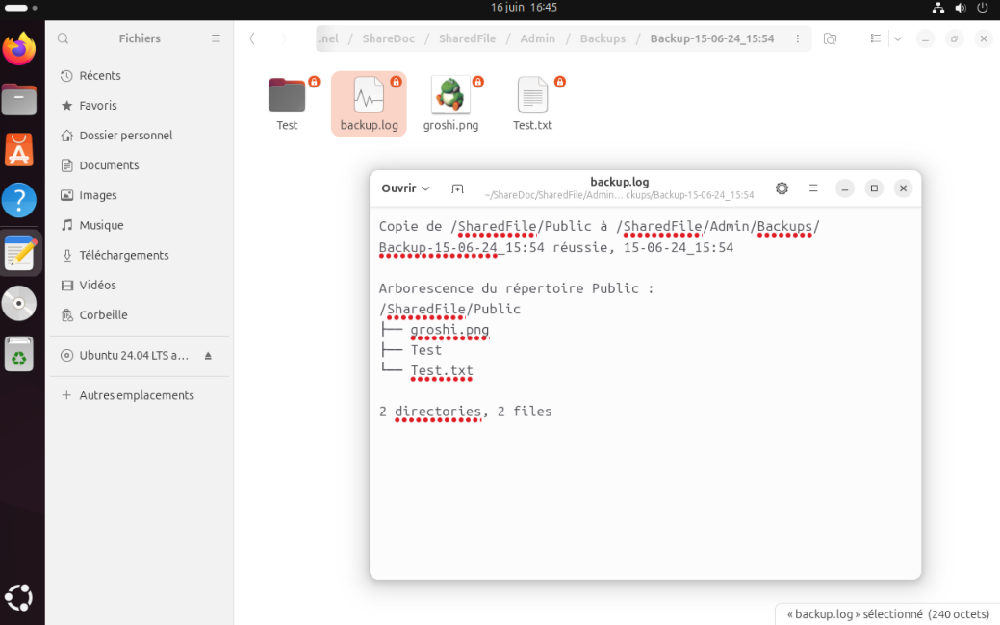 16 juin 16:45
Fichiers
.nel / ShareDoc / SharedFile / Admin / Backups / Backup-15-06-24_15:54
Récents
Favoris
Dossier personnel
Documents
Images
Musique
Téléchargements
Vidéos
Corbeille
Ubuntu 24.04 LTS a...
Autres emplacements
Test
backup.log
groshi.png
Test.txt
Ouvrir
backup.log
~/ShareDoc/SharedFile/Admin... ckups/Backup-15-06-24_15:54
Copie de /SharedFile/Public à /SharedFile/Admin/Backups/
Backup-15-06-24_15:54 réussie, 15-06-24_15:54
Arborescence du répertoire Public :
/SharedFile/Public
├── groshi.png
├── Test
└── Test.txt
2 directories, 2 files
« backup.log » sélectionné (240 octets)